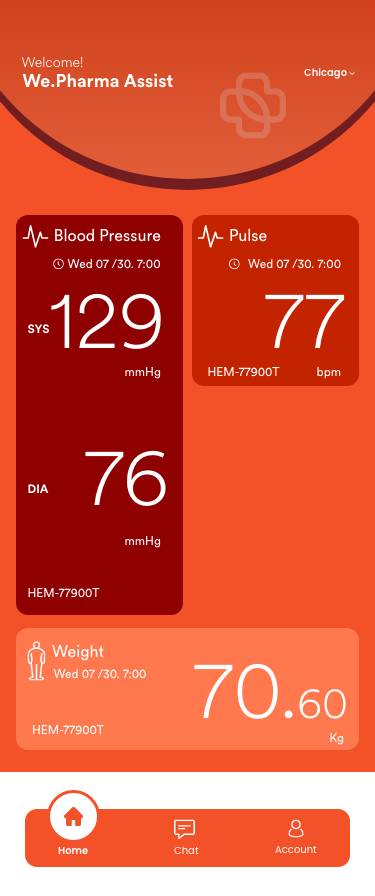 Welcome!
We.Pharma Assist
Chicago
Blood Pressure
Wed 07 /30. 7:00
SYS 129
mmHg
DIA 76
mmHg
HEM-77900T
Pulse
Wed 07 /30. 7:00
77
HEM-77900T bpm
Weight
Wed 07 /30. 7:00
70.60
HEM-77900T
Kg
Home
Chat
Account